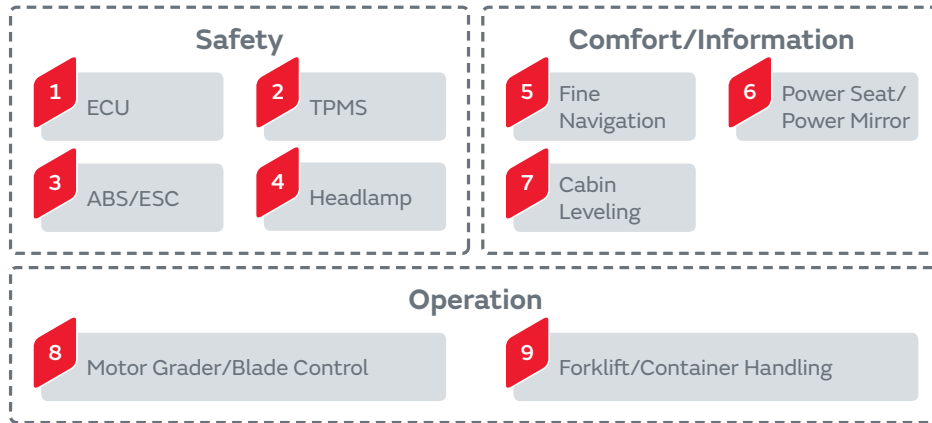 Safety
1
ECU
2
TPMS
3
ABS/ESC
4
Headlamp
Comfort/Information
5
Fine
Navigation
6
Power Seat/
Power Mirror
7
Cabin
Leveling
Operation
8
Motor Grader/Blade Control
9
Forklift/Container Handling